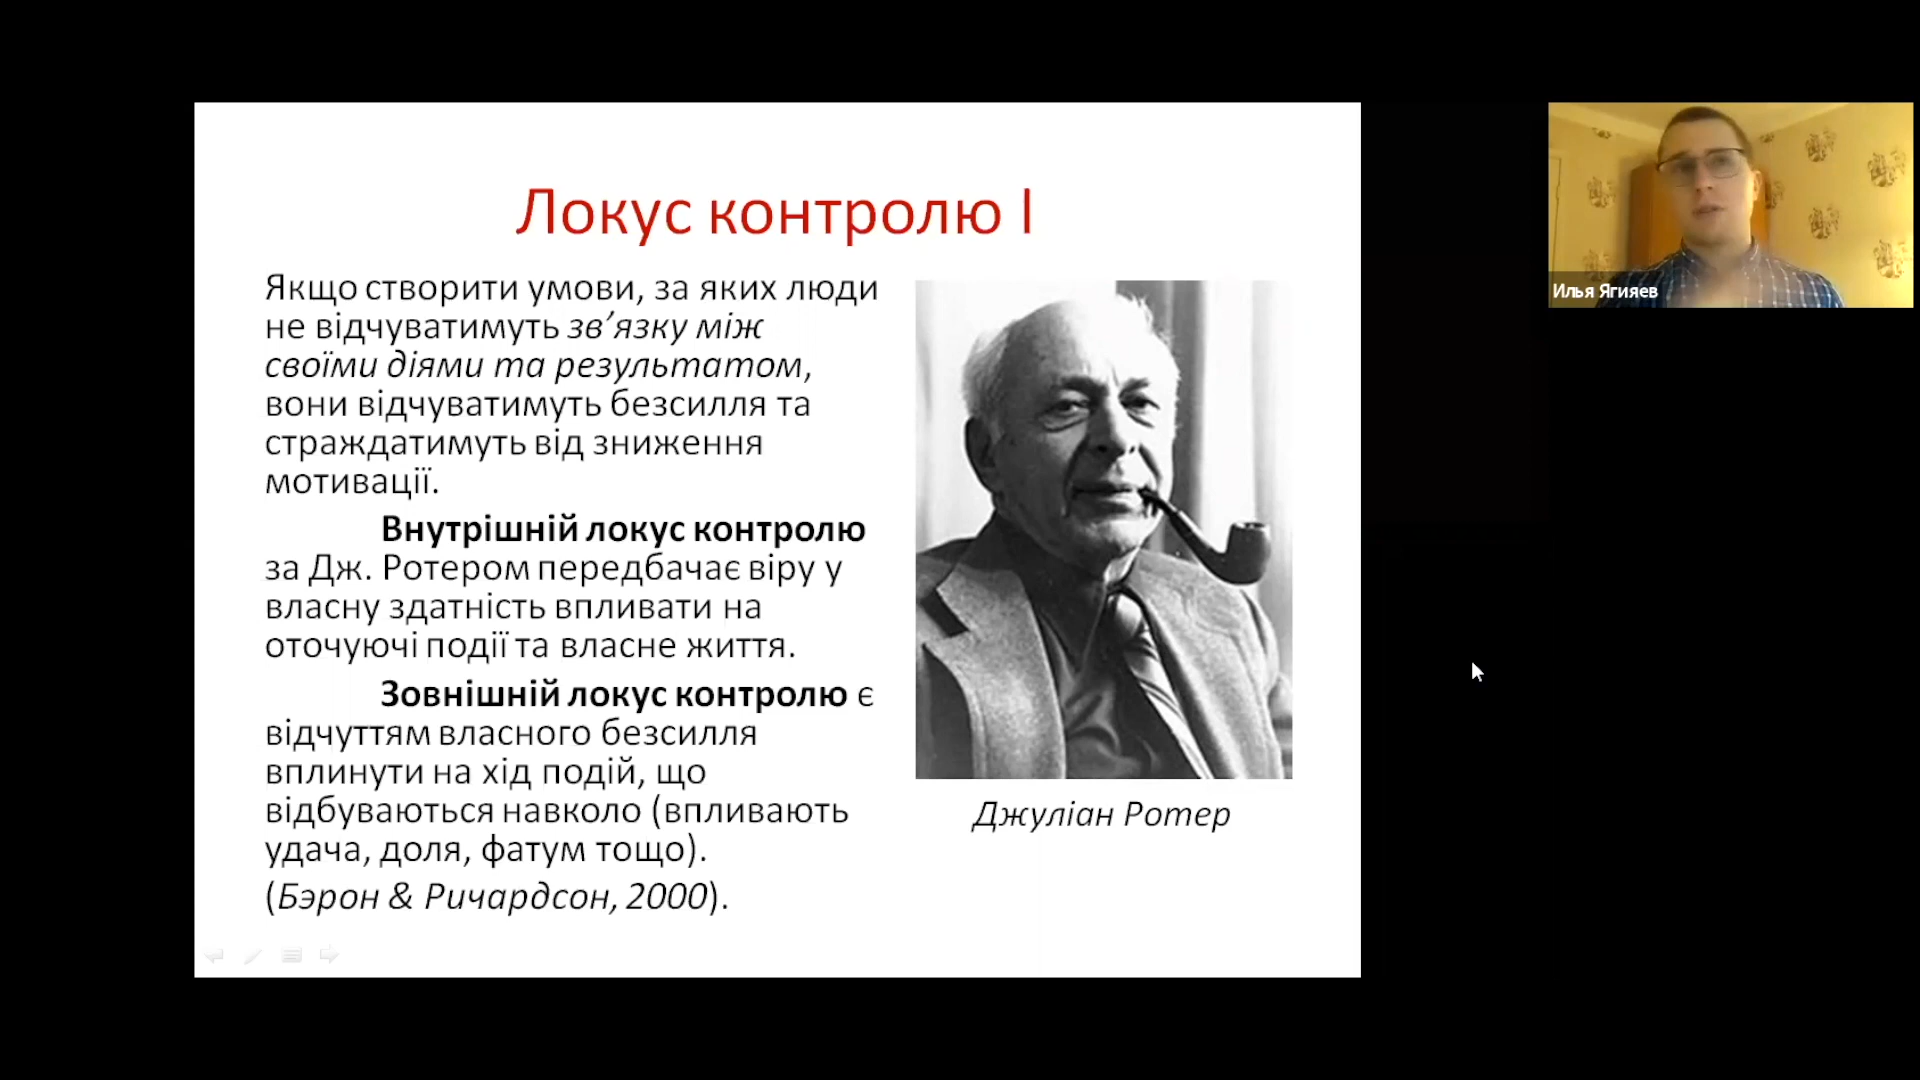 Локус контролю І
Якщо створити умови, за яких люди
не відчуватимуть зв’язку між
своїми діями та результатом,
вони відчуватимуть безсилля та
страждатимуть від зниження
мотивації.
Внутрішній локус контролю
за Дж. Ротером передбачає віру у
власну здатність впливати на
оточуючі події та власне життя.
Зовнішній локус контролю є
відчуттям власного безсилля
вплинути на хід подій, що
відбуваються навколо (впливають
удача, доля, фатум тощо).
(Бэрон & Ричардсон, 2000).
Джуліан Ротер
Илья Ягияев